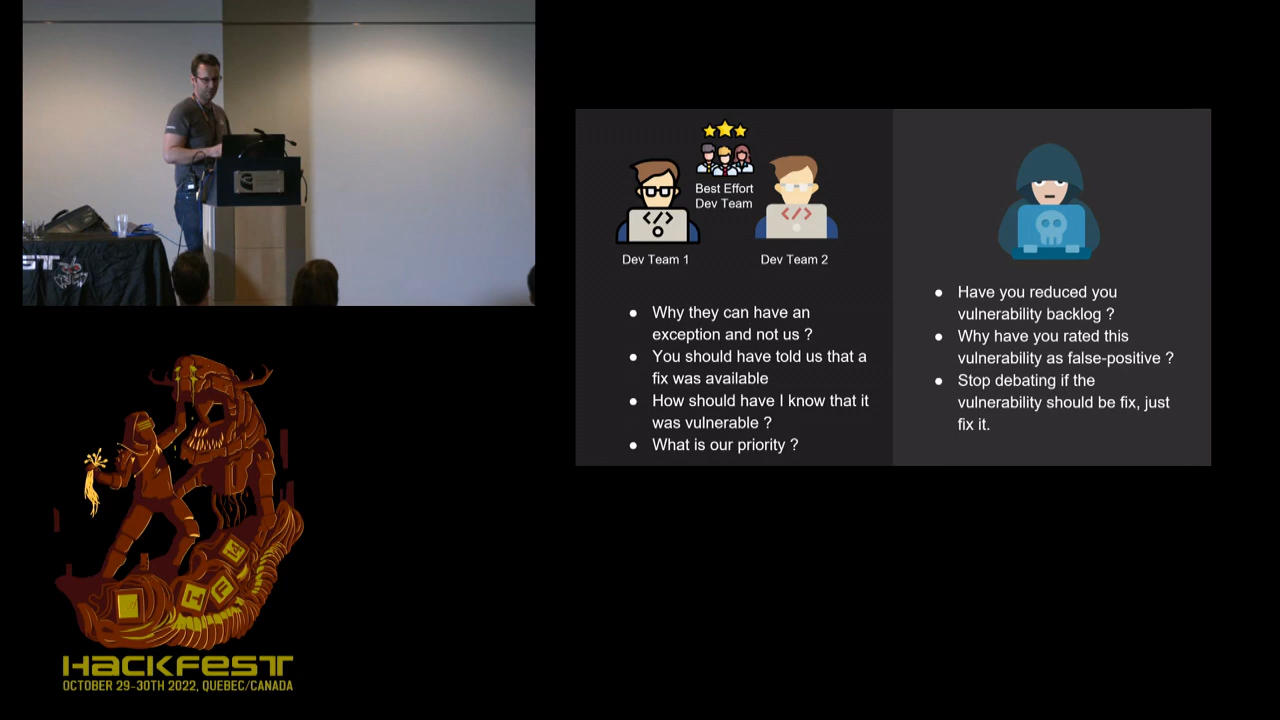 ST
Best Effort
Dev Team
</>
</>
Dev Team 1
Dev Team 2
● Why they can have an
exception and not us ?
● You should have told us that a
fix was available
● How should have I know that it
was vulnerable ?
● What is our priority ?
● Have you reduced you
vulnerability backlog ?
● Why have you rated this
vulnerability as false-positive ?
● Stop debating if the
vulnerability should be fix, just
fix it.
HACKFEST
OCTOBER 29-30TH 2022, QUEBEC/CANADA